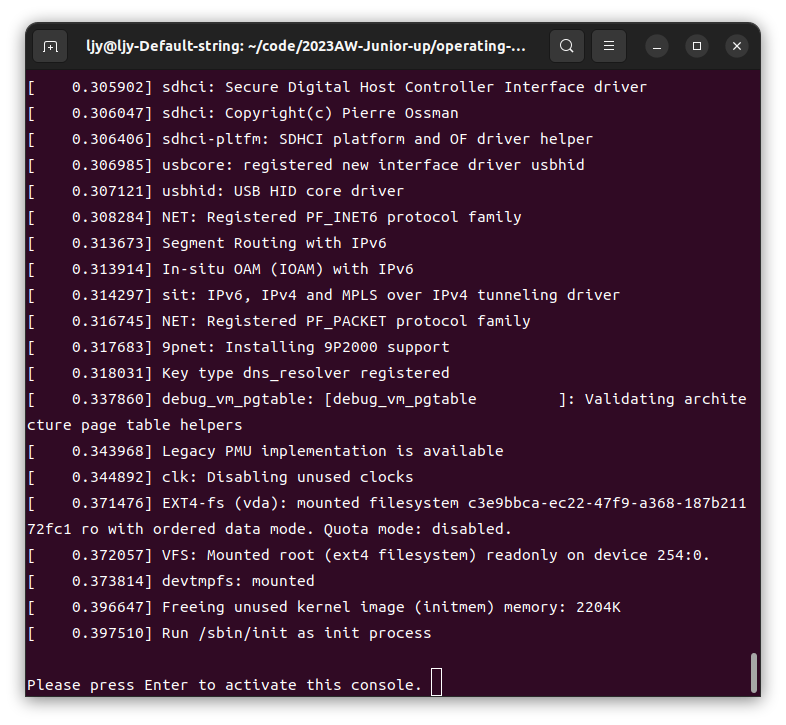 ljy@ljy-Default-string: ~/code/2023AW-Junior-up/operating-...
[    0.305902] sdhci: Secure Digital Host Controller Interface driver
[    0.306047] sdhci: Copyright(c) Pierre Ossman
[    0.306406] sdhci-pltfm: SDHCI platform and OF driver helper
[    0.306985] usbcore: registered new interface driver usbhid
[    0.307121] usbhid: USB HID core driver
[    0.308284] NET: Registered PF_INET6 protocol family
[    0.313673] Segment Routing with IPv6
[    0.313914] In-situ OAM (IOAM) with IPv6
[    0.314297] sit: IPv6, IPv4 and MPLS over IPv4 tunneling driver
[    0.316745] NET: Registered PF_PACKET protocol family
[    0.317683] 9pnet: Installing 9P2000 support
[    0.318031] Key type dns_resolver registered
[    0.337860] debug_vm_pgtable: [debug_vm_pgtable         ]: Validating archite
cture page table helpers
[    0.343968] Legacy PMU implementation is available
[    0.344892] clk: Disabling unused clocks
[    0.371476] EXT4-fs (vda): mounted filesystem c3e9bbca-ec22-47f9-a368-187b211
72fc1 ro with ordered data mode. Quota mode: disabled.
[    0.372057] VFS: Mounted root (ext4 filesystem) readonly on device 254:0.
[    0.373814] devtmpfs: mounted
[    0.396647] Freeing unused kernel image (initmem) memory: 2204K
[    0.397510] Run /sbin/init as init process
Please press Enter to activate this console.